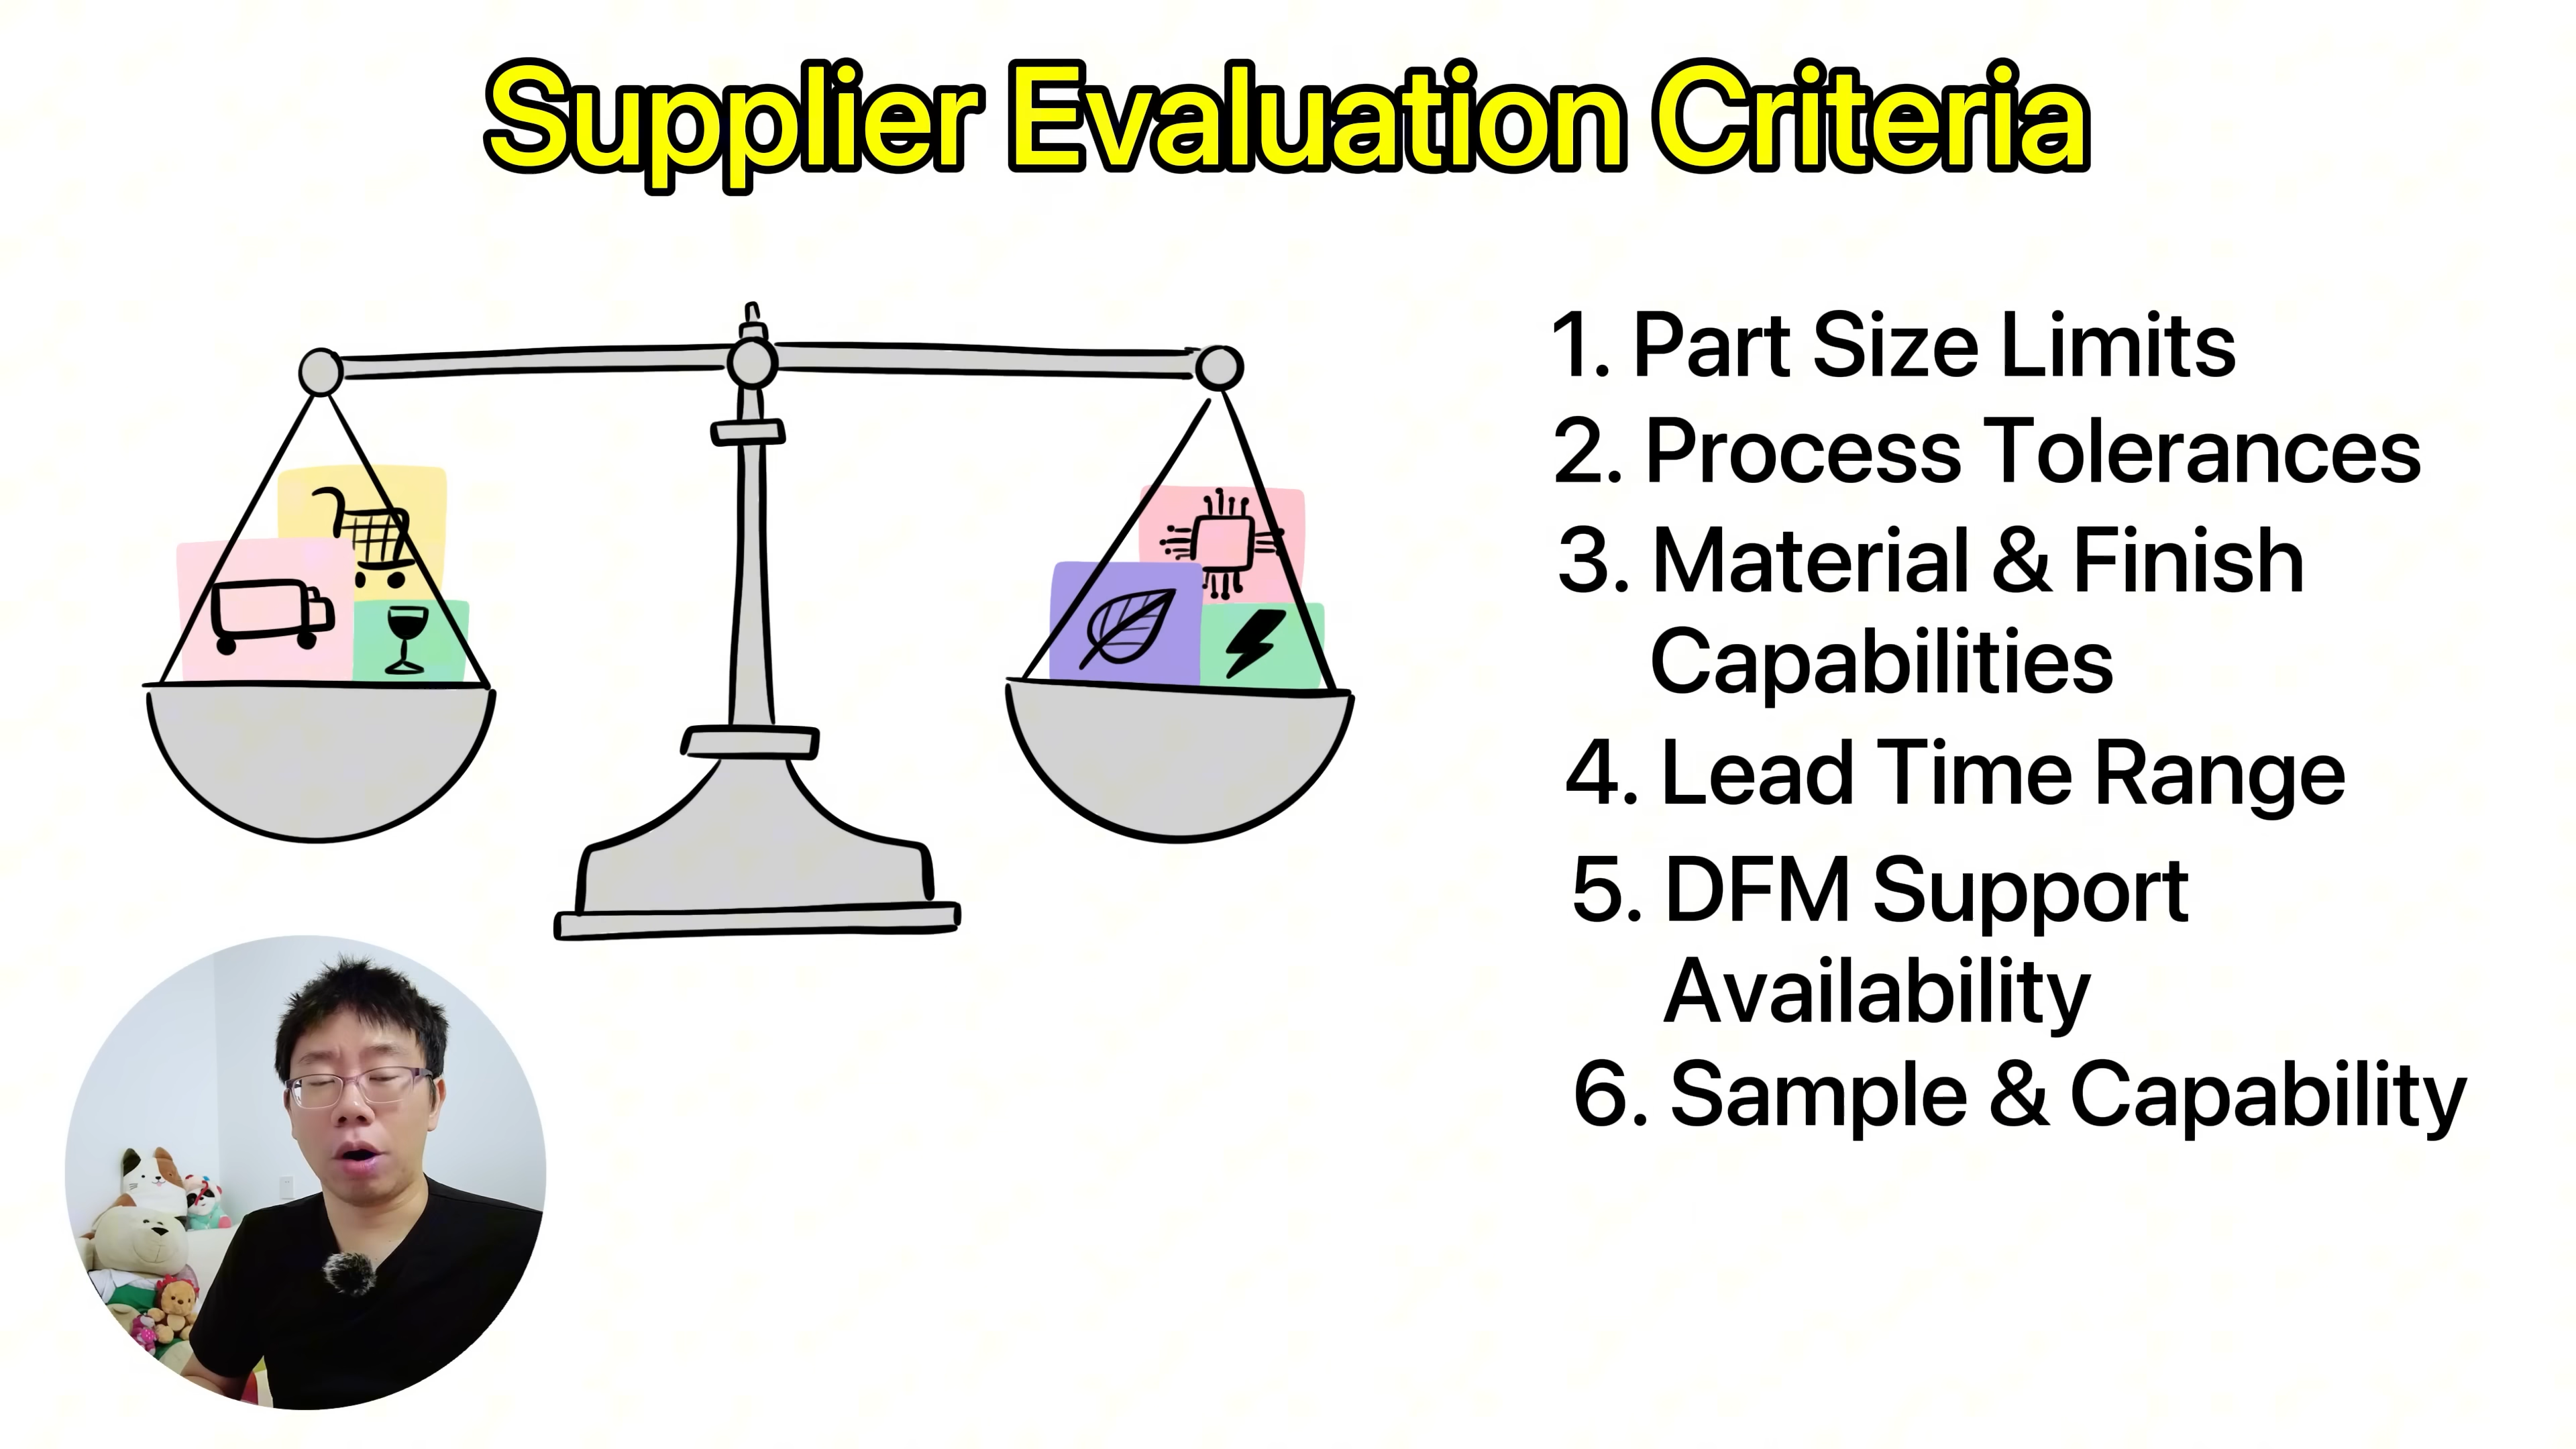 Supplier Evaluation Criteria
1. Part Size Limits
2. Process Tolerances
3. Material & Finish
Capabilities
4. Lead Time Range
5. DFM Support
Availability
6. Sample & Capability